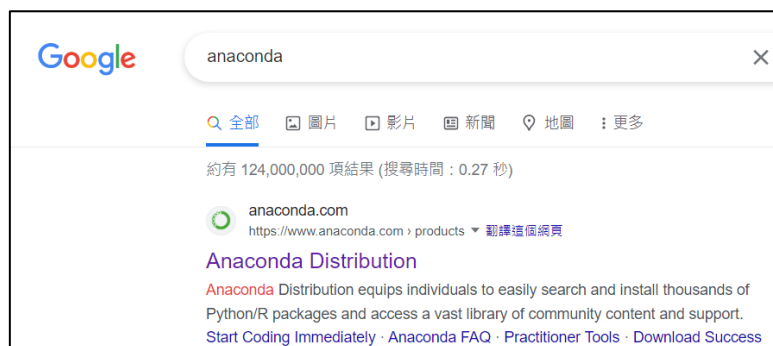 Google
anaconda
全部 圖片 影片 新聞 地圖 更多
約有 124,000,000 項結果 (搜尋時間：0.27 秒)
anaconda.com
https://www.anaconda.com › products 翻譯這個網頁
Anaconda Distribution
Anaconda Distribution equips individuals to easily search and install thousands of
Python/R packages and access a vast library of community content and support.
Start Coding Immediately · Anaconda FAQ · Practitioner Tools · Download Success